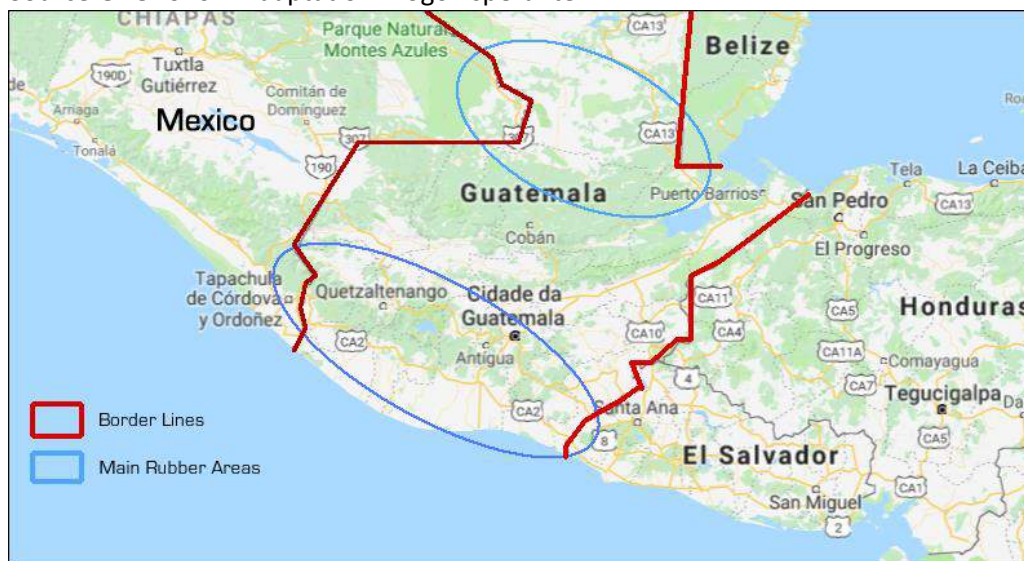 CHIAPAS
Parque Natural
Montes Azules
CA13
CA13
Belize
190D
Tuxtla
Gutiérrez
Comitán de
Domínguez
Arriaga
Mexico
Tonalá
307
307
190
CA13
Guatemala
Puerto Barrios
Tela
La Ceiba
San Pedro
CA13
Cobán
El Progreso
Tapachula
de Córdova
y Ordoñez
Quetzaltenango
Cidade da
Guatemala
CA11
Honduras
CA2
CA10
CA4
CA5
Antigua
CA11A
Comayagua
4
CA7
Tegucigalpa
CA2
Santa Ana
Border Lines
8
CA5
El Salvador
Main Rubber Areas
CA1
San Miguel
2